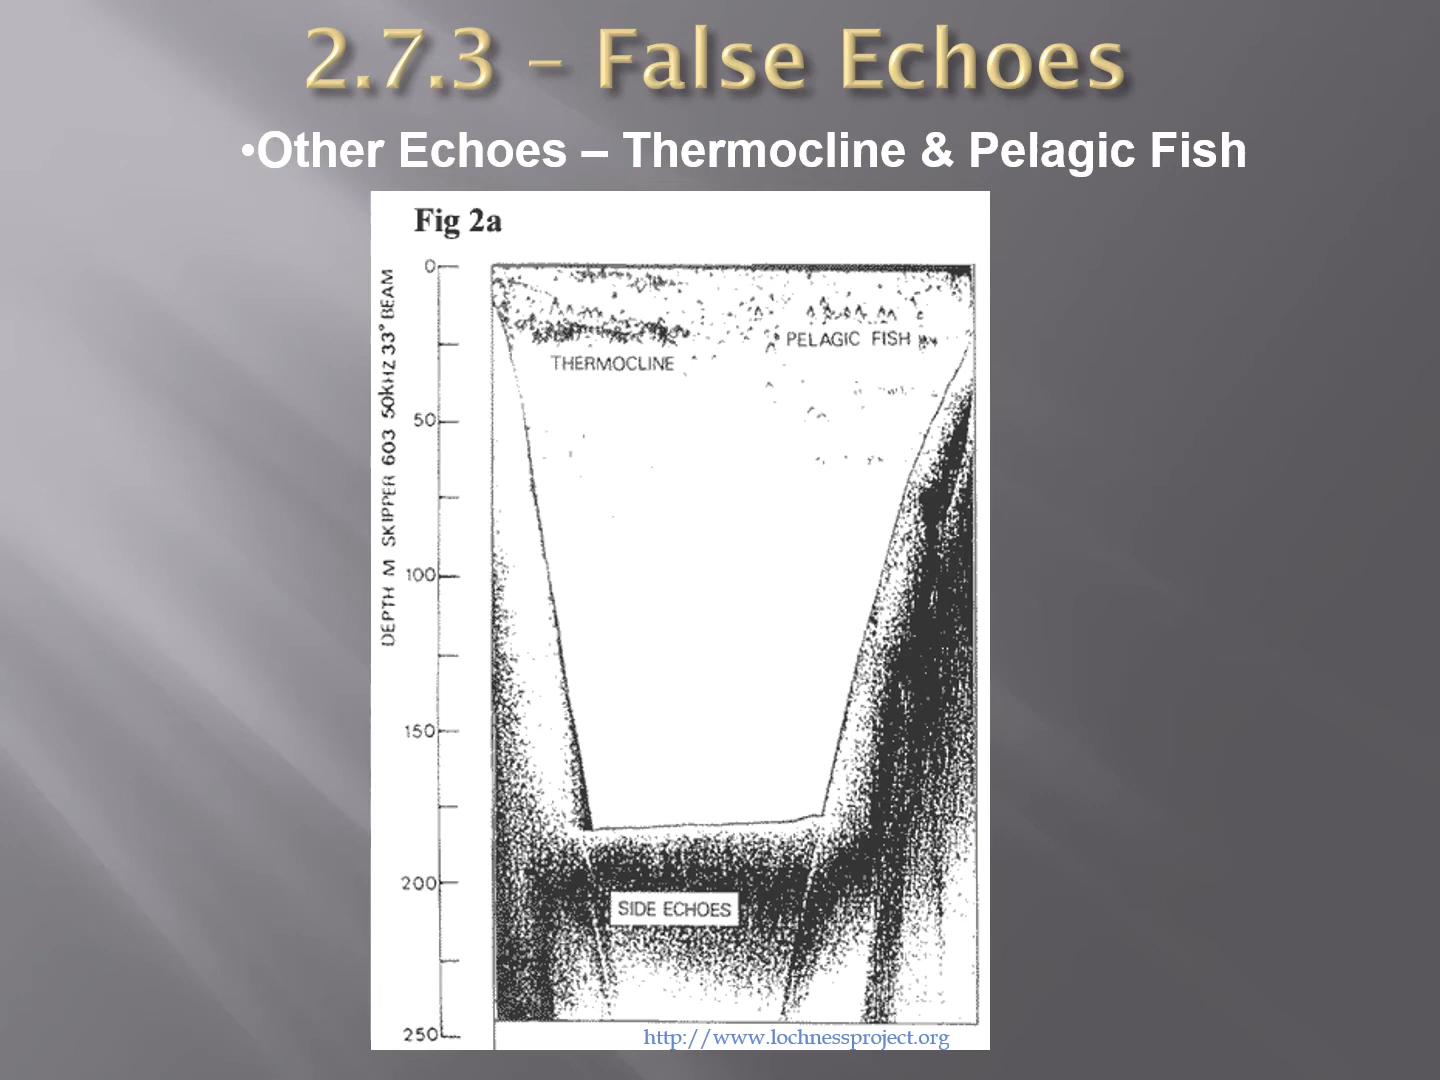 2.7.3 – False Echoes
•Other Echoes – Thermocline & Pelagic Fish
Fig 2a
DEPTH M SKIPPER 603 50kHZ 33° BEAM
0
50
100
150
200
250
THERMOCLINE
PELAGIC FISH
SIDE ECHOES
http://www.lochnessproject.org